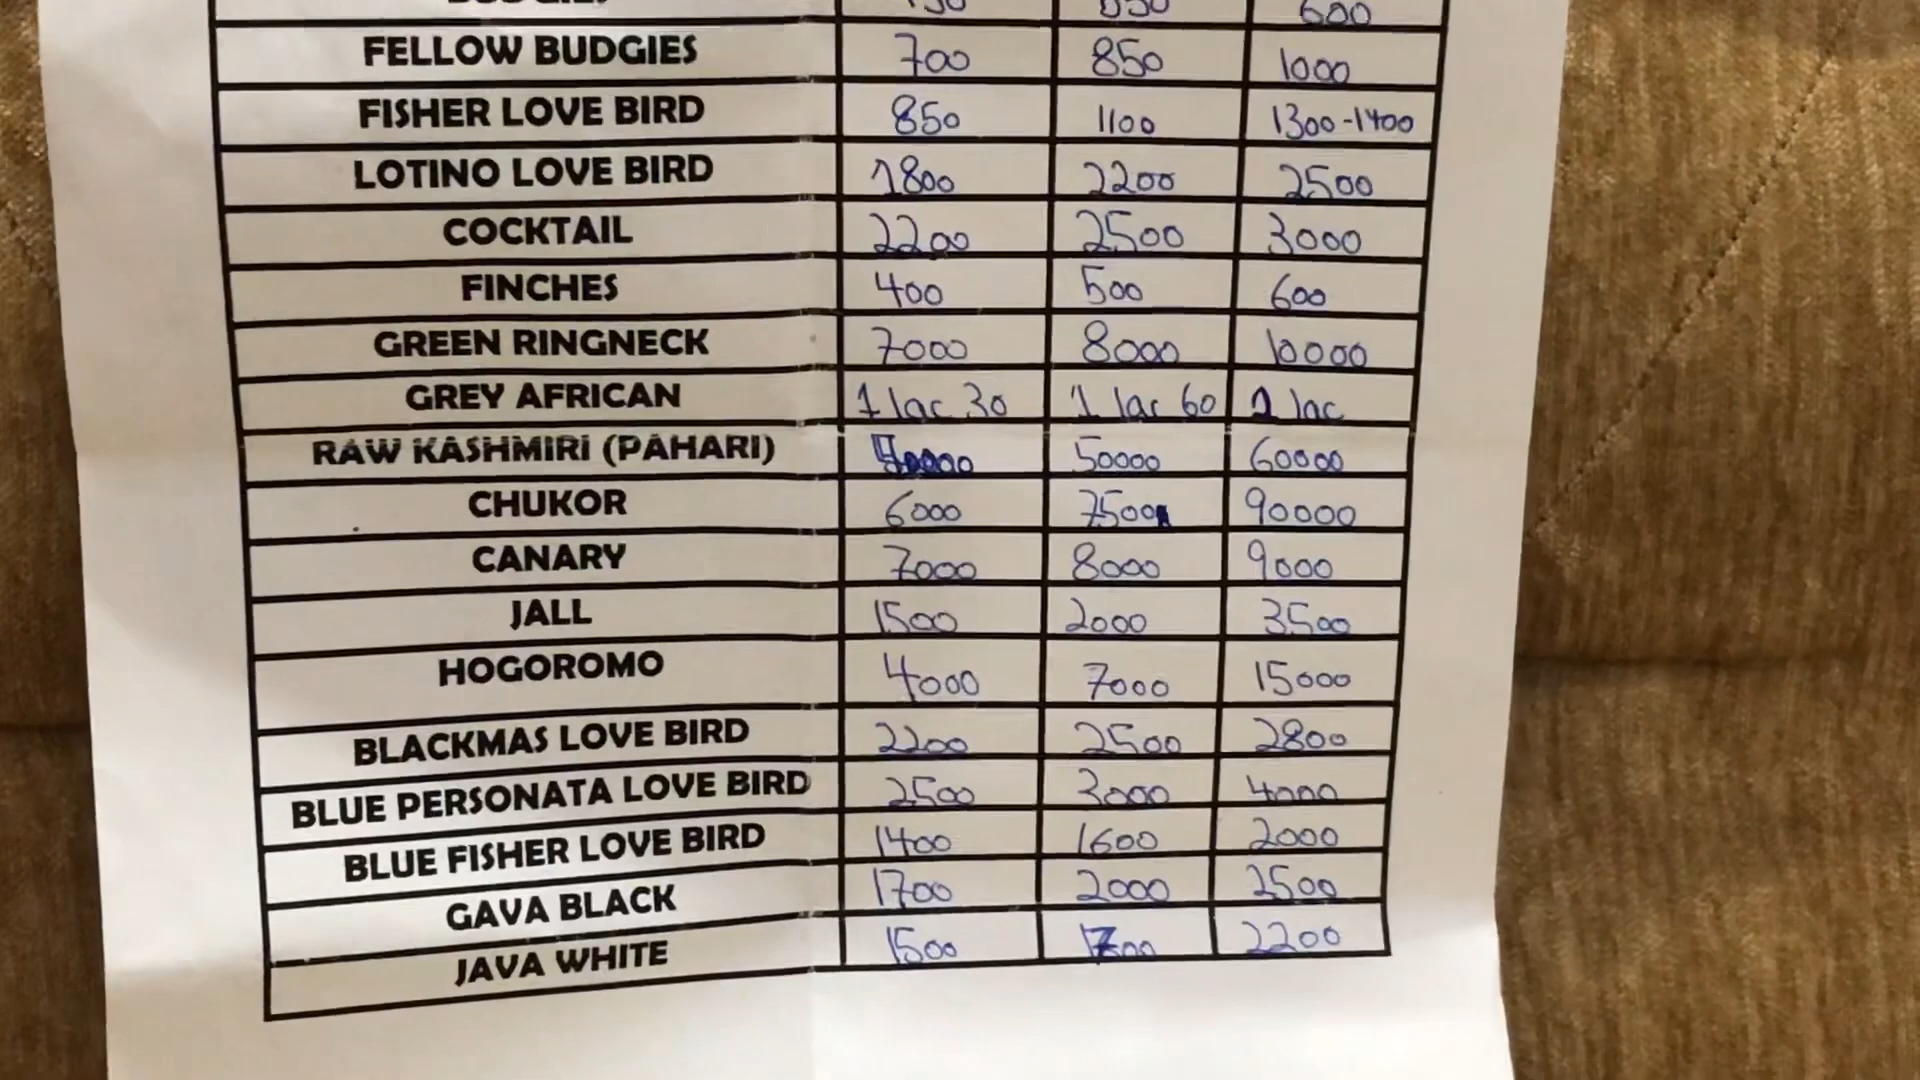 600
FELLOW BUDGIES 700 850 1000
FISHER LOVE BIRD 850 1100 1300-1400
LOTINO LOVE BIRD 1800 2200 2500
COCKTAIL 2200 2500 3000
FINCHES 400 500 600
GREEN RINGNECK 7000 8000 10000
GREY AFRICAN 1 lac 30 1 lac 60 2 lac
RAW KASHMIRI (PAHARI) 40000 50000 60000
CHUKOR 6000 7500 90000
CANARY 7000 8000 9000
JALL 1500 2000 3500
HOGOROMO 4000 7000 15000
BLACKMAS LOVE BIRD 2200 2500 2800
BLUE PERSONATA LOVE BIRD 2500 3000 4000
BLUE FISHER LOVE BIRD 1400 1600 2000
GAVA BLACK 1700 2000 2500
JAVA WHITE 1500 1700 2200